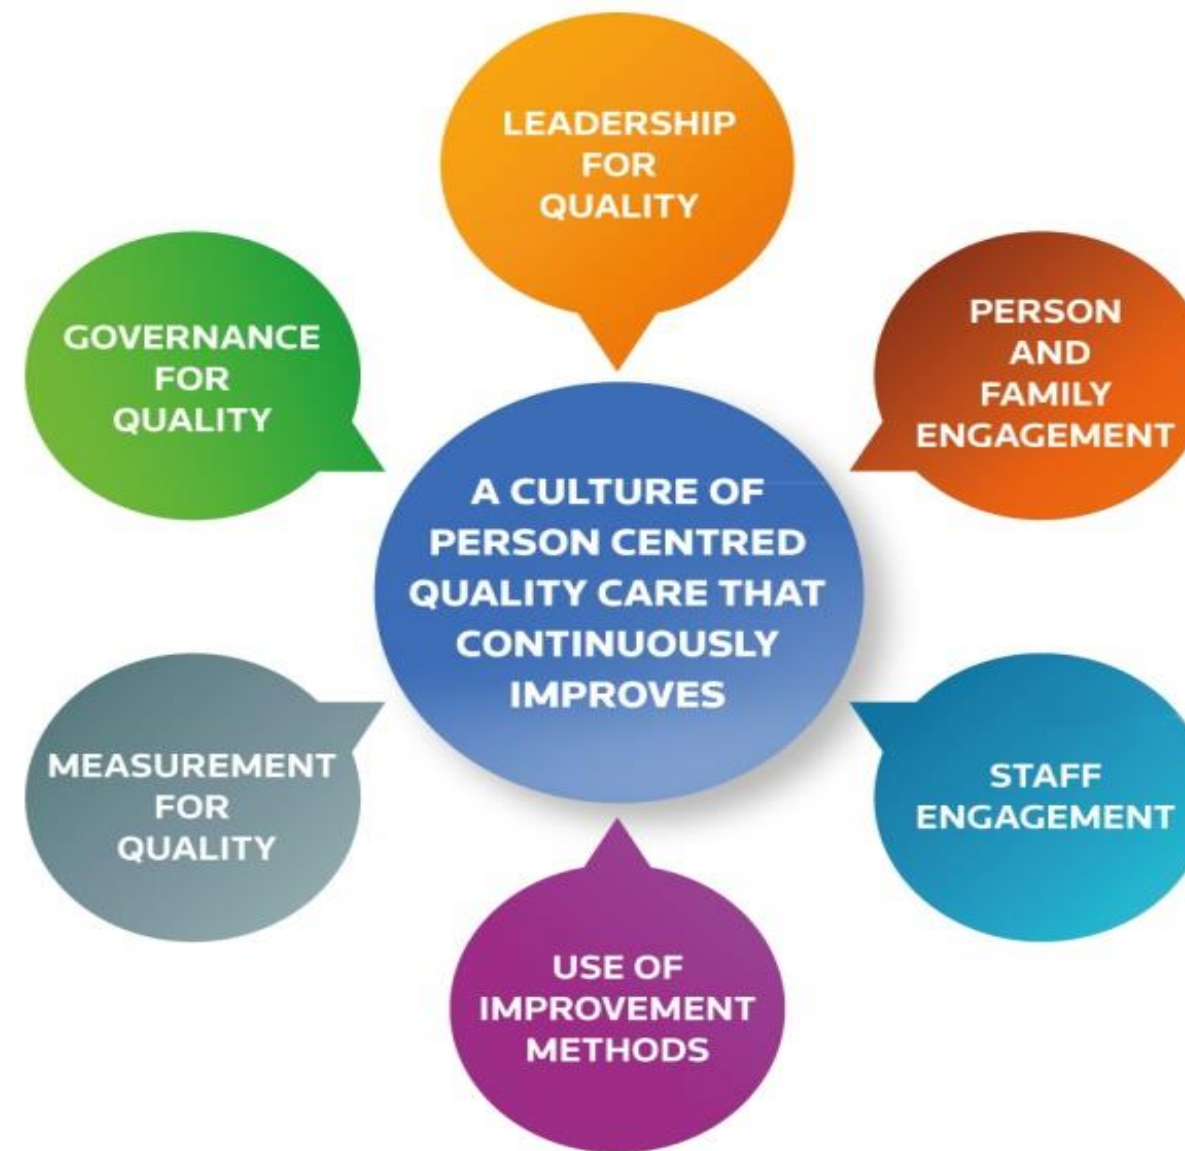 LEADERSHIP
FOR
QUALITY
PERSON
AND
FAMILY
ENGAGEMENT
STAFF
ENGAGEMENT
USE OF
IMPROVEMENT
METHODS
MEASUREMENT
FOR
QUALITY
GOVERNANCE
FOR
QUALITY
A CULTURE OF
PERSON CENTRED
QUALITY CARE THAT
CONTINUOUSLY
IMPROVES